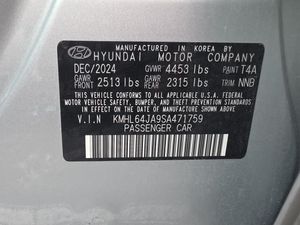 MANUFACTURED IN KOREA BY
HYUNDAI MOTOR COMPANY
DEC/2024 GVWR 4453 lbs PAINT T4A
GAWR FRONT 2513 lbs GAWR REAR 2315 lbs TRIM NNB
THIS VEHICLE CONFORMS TO ALL APPLICABLE U.S. FEDERAL
MOTOR VEHICLE SAFETY, BUMPER, AND THEFT PREVENTION
STANDARDS IN EFFECT ON THE DATE OF MANUFACTURE SHOWN ABOVE.
V.I.N KMHL64JA9SA471759
PASSENGER CAR